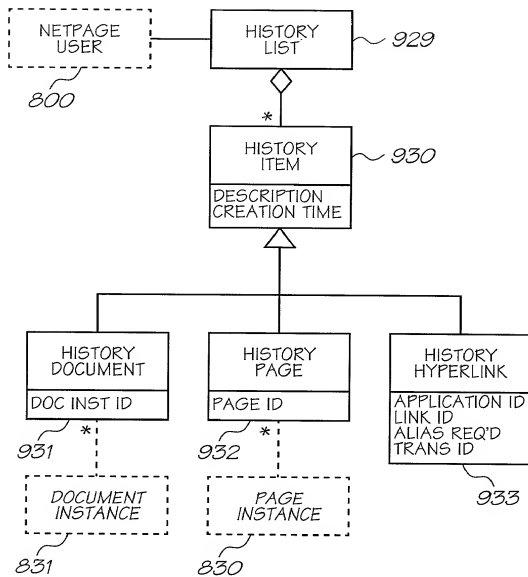 NETPAGE
USER
800
HISTORY
LIST
929
*
HISTORY
ITEM
930
DESCRIPTION
CREATION TIME
HISTORY
DOCUMENT
DOC INST ID
931
*
DOCUMENT
INSTANCE
831
HISTORY
PAGE
PAGE ID
932
*
PAGE
INSTANCE
830
HISTORY
HYPERLINK
APPLICATION ID
LINK ID
ALIAS REQ'D
TRANS ID
933